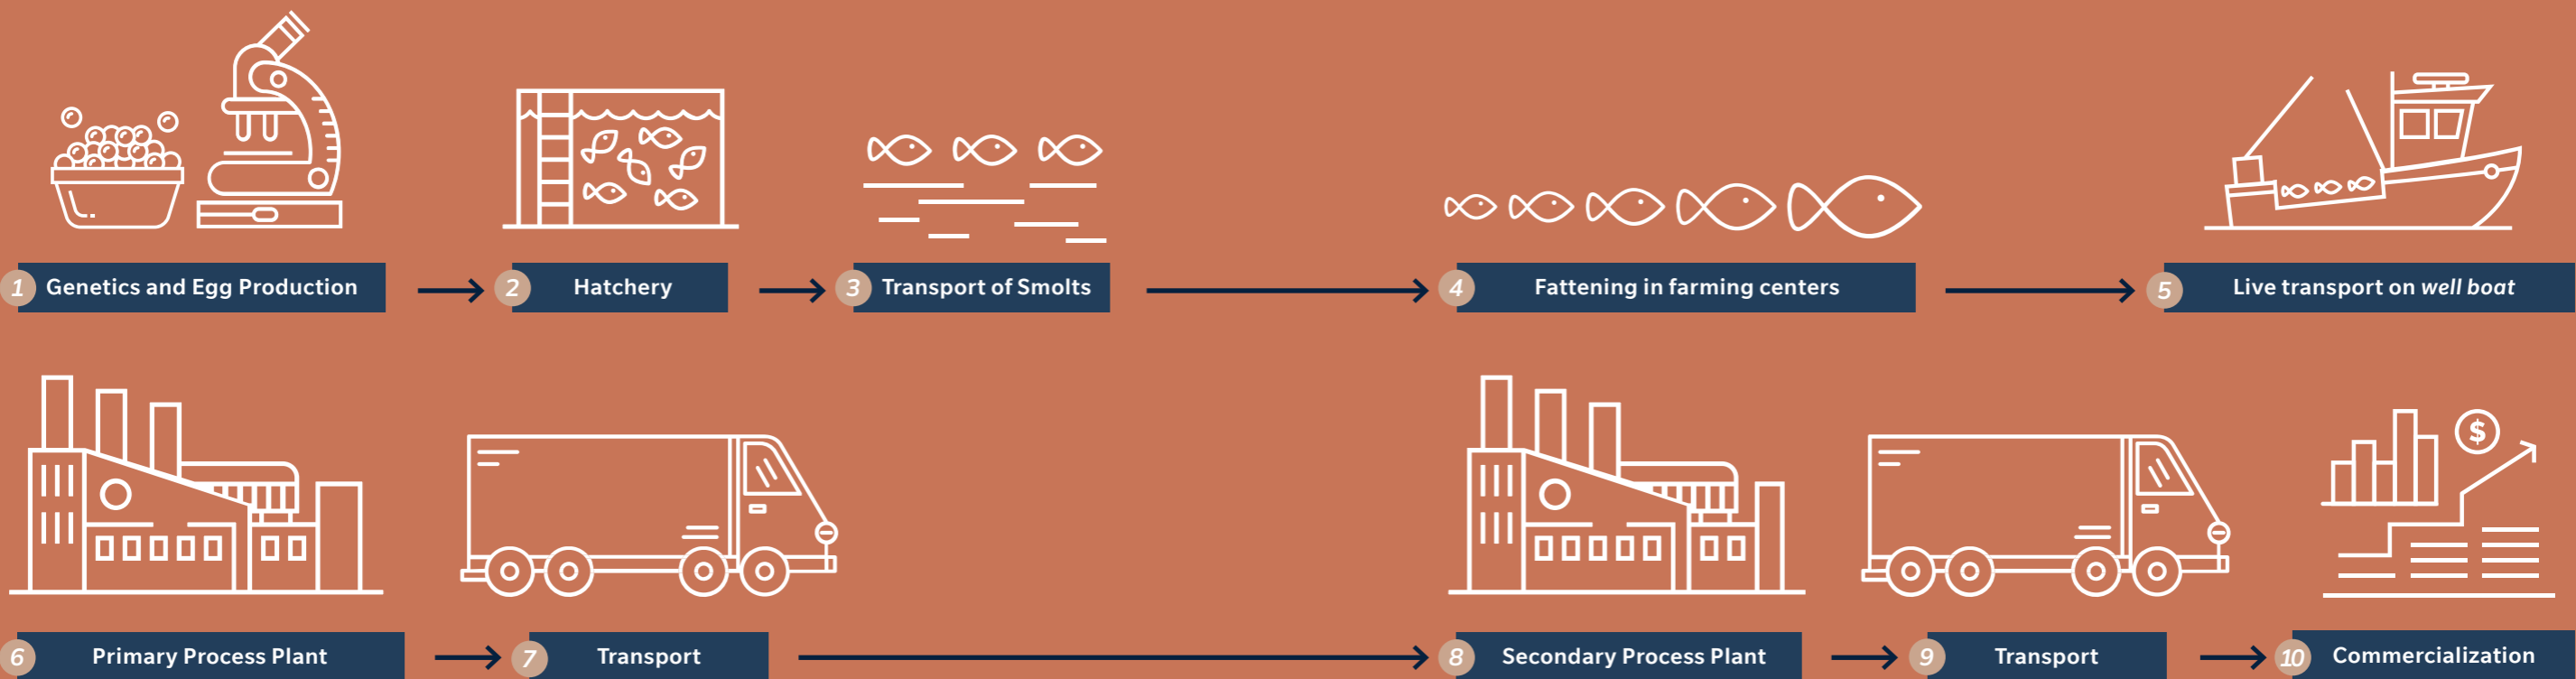 1 Genetics and Egg Production
2 Hatchery
3 Transport of Smolts
4 Fattening in farming centers
5 Live transport on well boat
$
6 Primary Process Plant
7 Transport
8 Secondary Process Plant
9 Transport
10 Commercialization